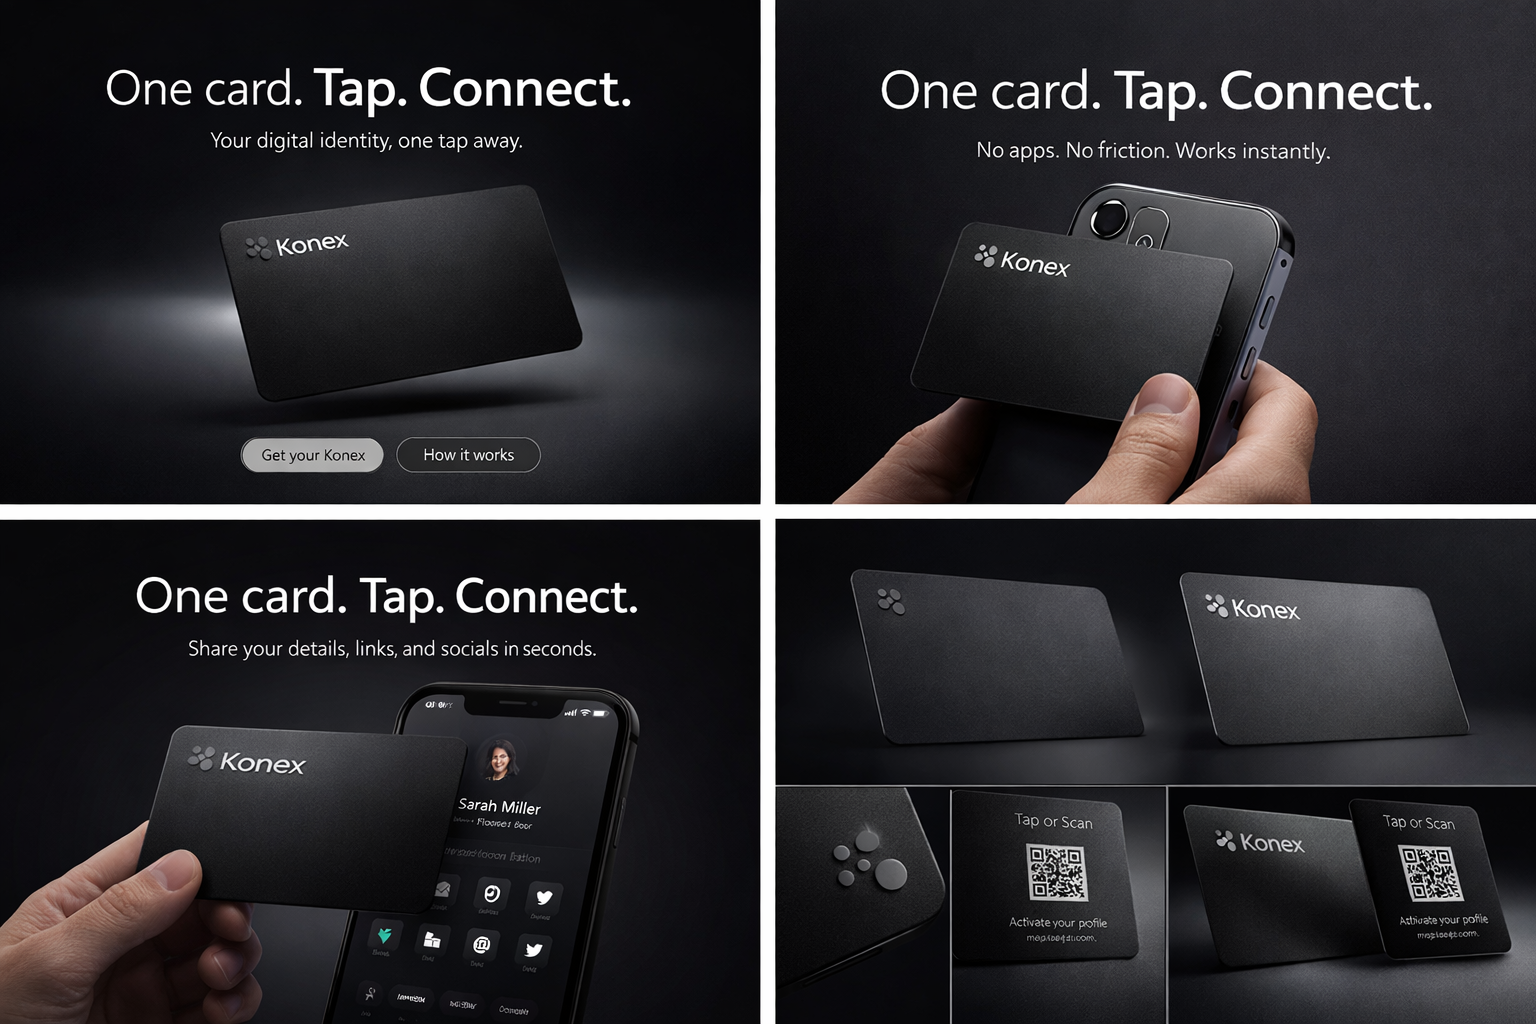 One card. Tap. Connect.
Your digital identity, one tap away.
Konex
Get your Konex
How it works
One card. Tap. Connect.
No apps. No friction. Works instantly.
Konex
One card. Tap. Connect.
Share your details, links, and socials in seconds.
Konex
Sarah Miller
Konex
Tap or Scan
Activate your pofile
Konex
Tap or Scan
Activate your pofile